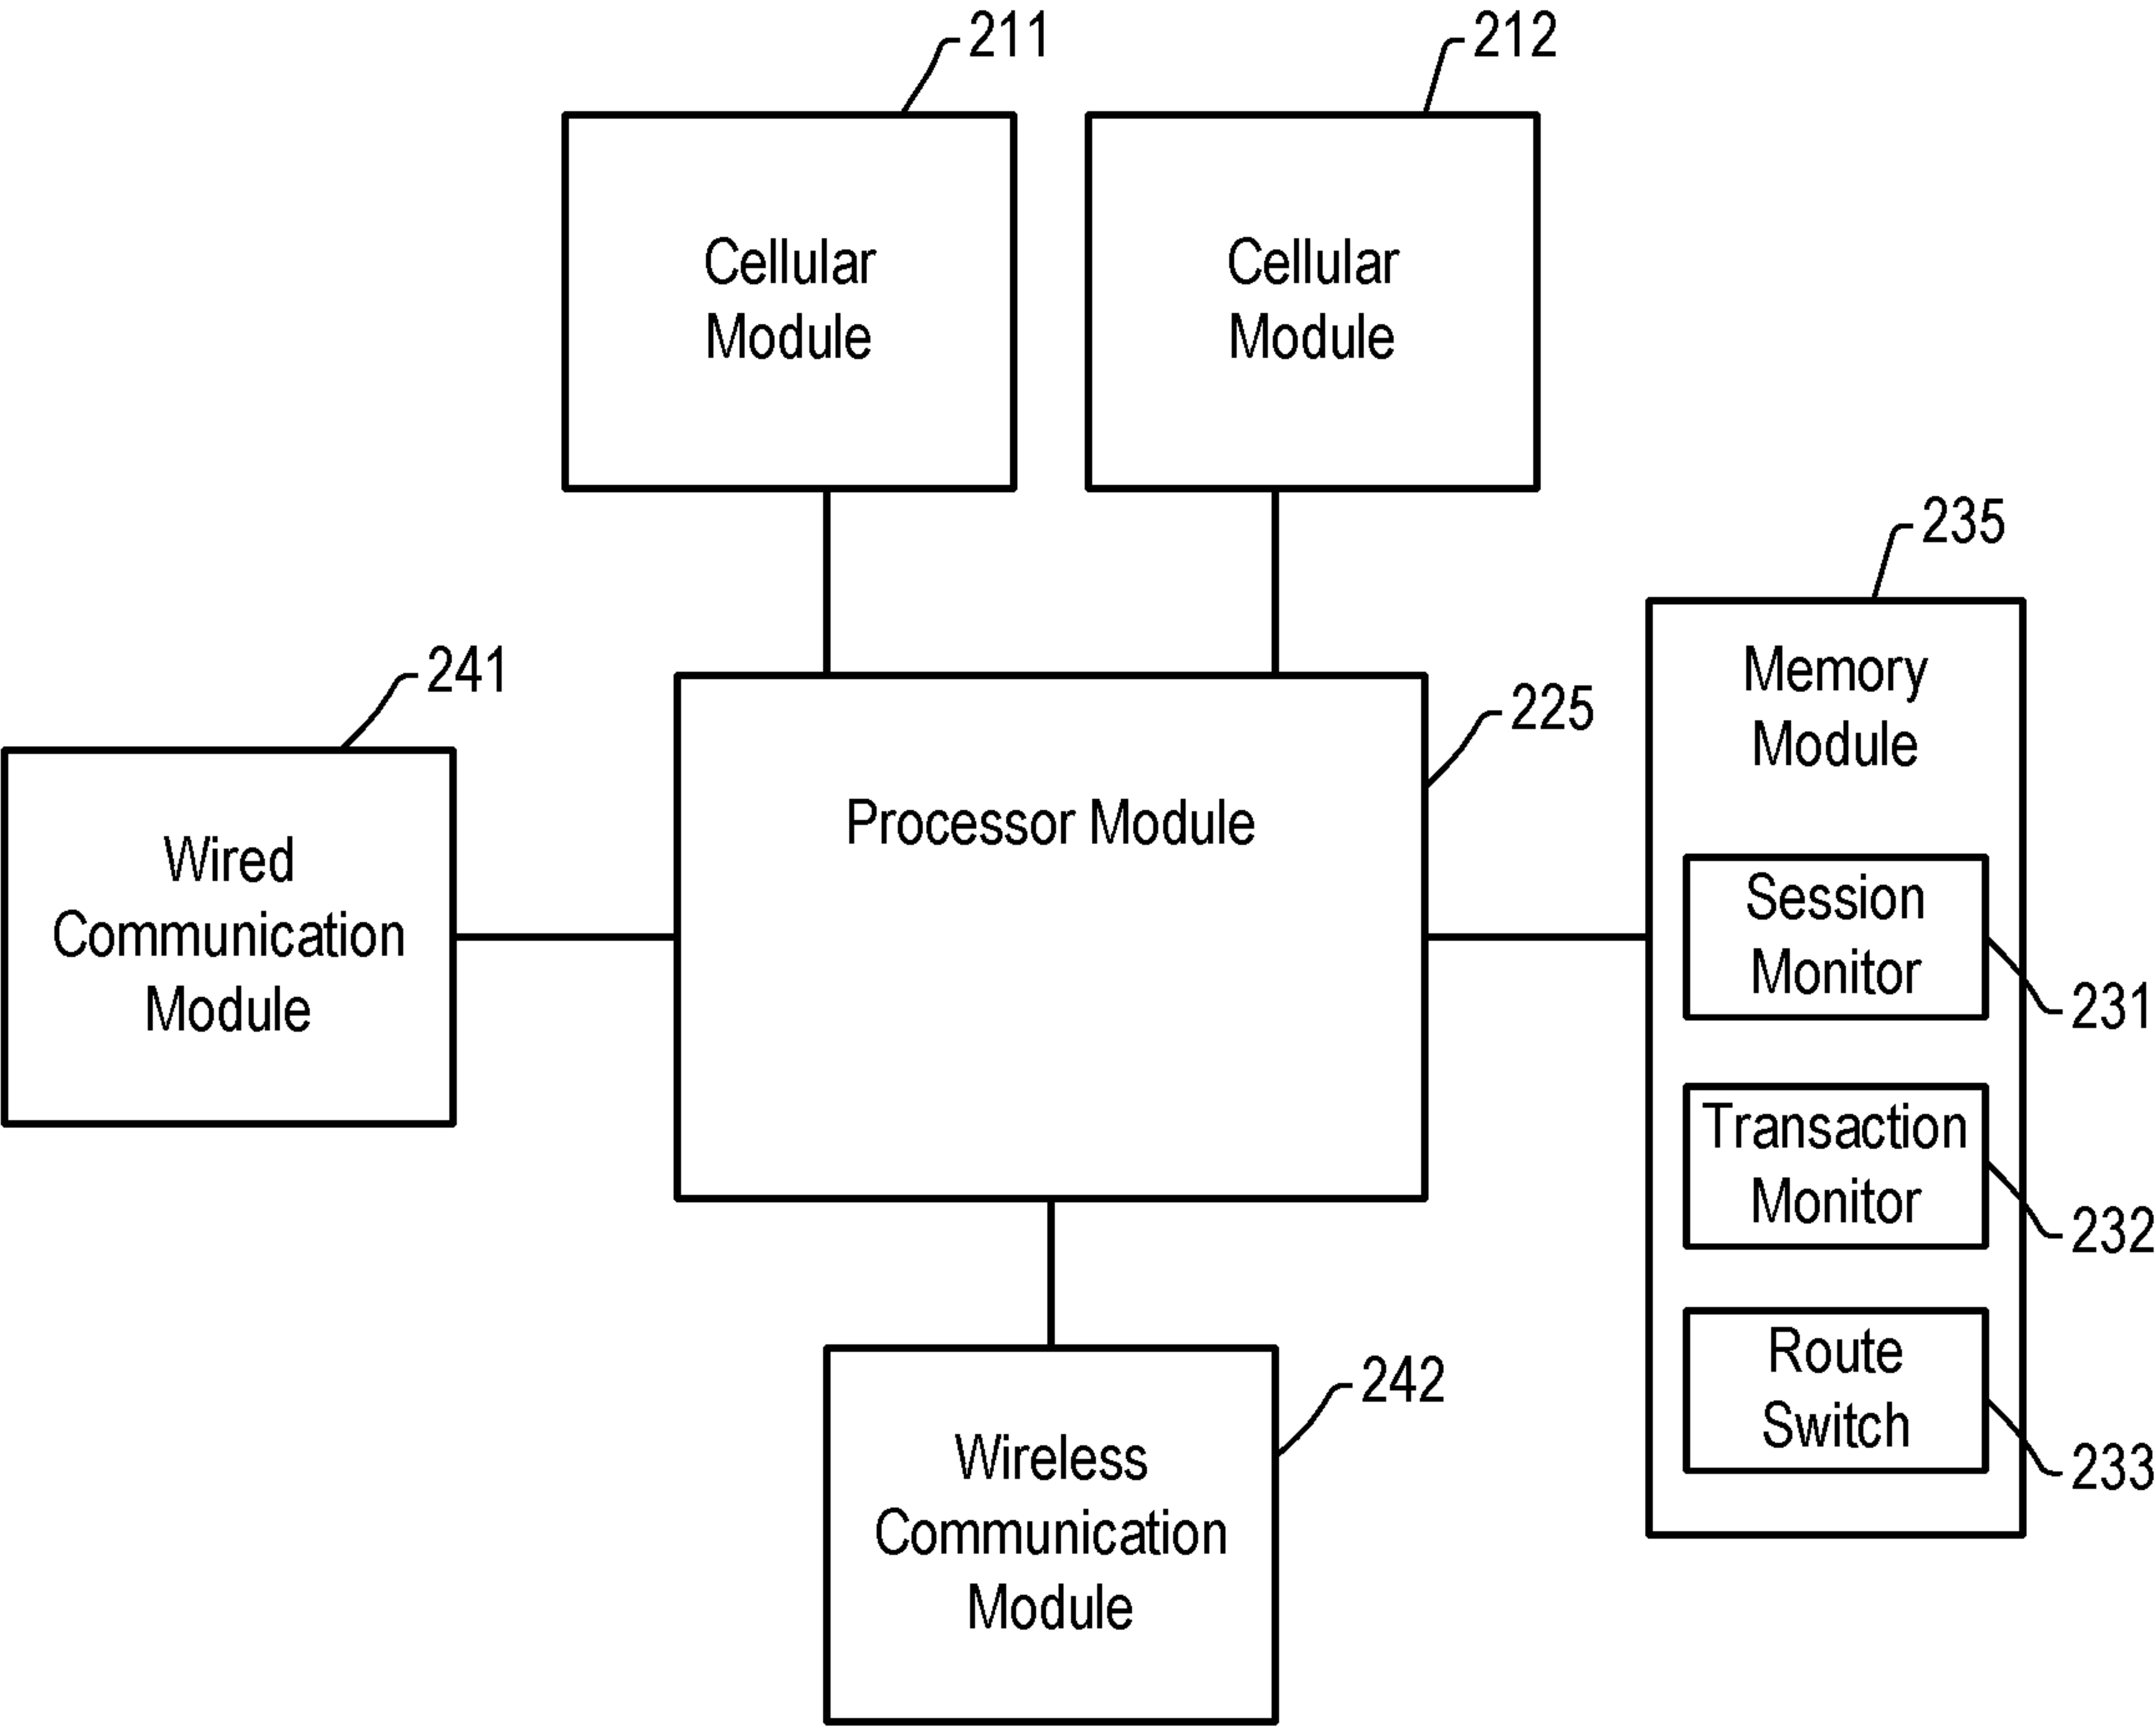 211
212
Cellular
Module
Cellular
Module
235
241
225
Memory
Module
Processor Module
Wired
Communication
Module
Session
Monitor
231
Transaction
Monitor
232
Route
Switch
233
242
Wireless
Communication
Module